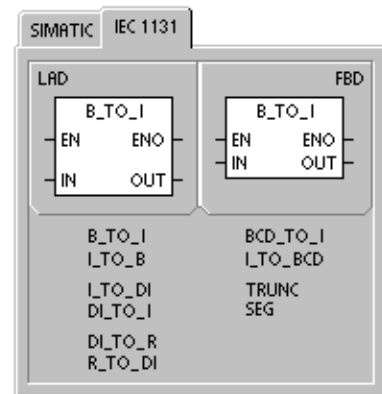 SIMATIC IEC 1131
LAD FBD
B_TO_I B_TO_I
EN ENO EN ENO
IN OUT IN OUT
B_TO_I BCD_TO_I
I_TO_B I_TO_BCD
I_TO_DI TRUNC
DI_TO_I SEG
DI_TO_R
R_TO_DI